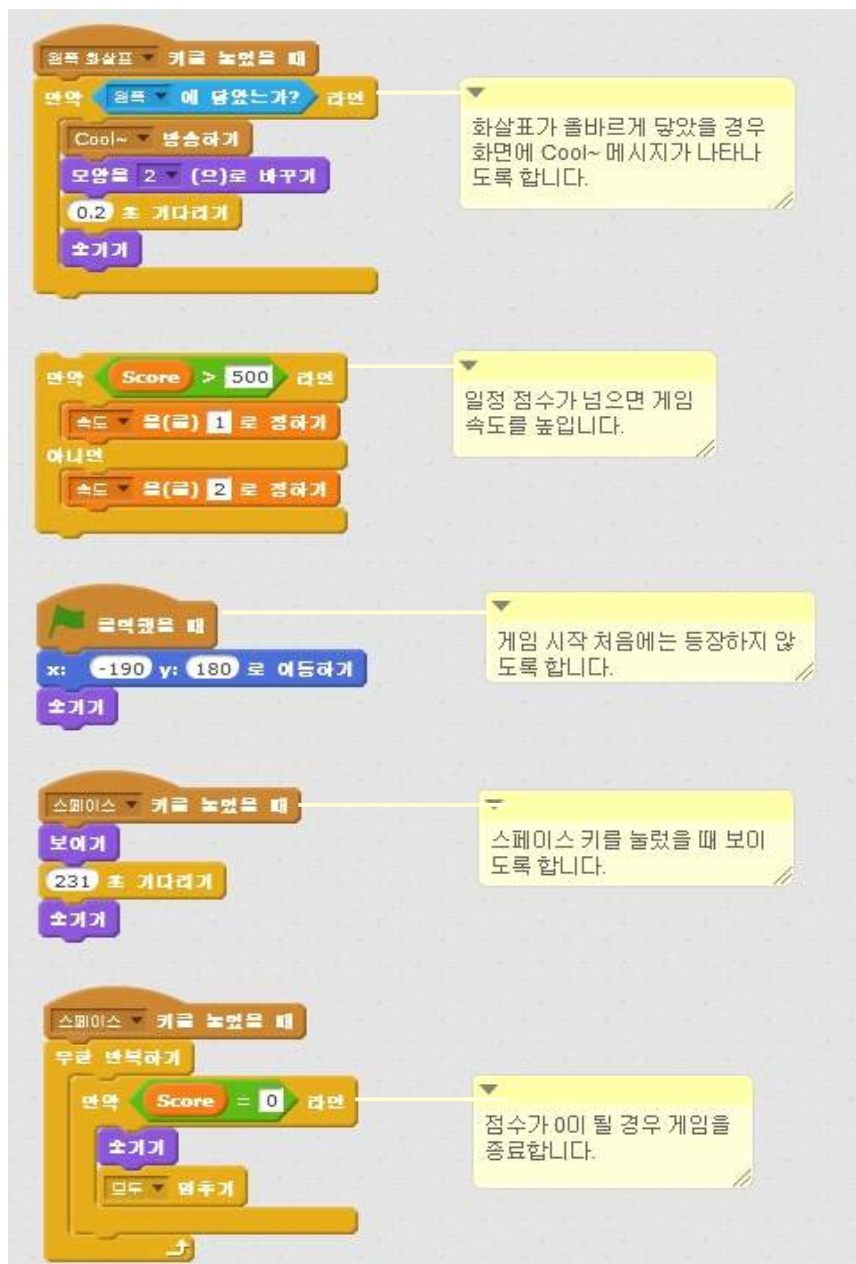 왼쪽 화살표 키를 눌렀을 때
만약 왼쪽 에 닿았는가? 라면
Cool~ 방송하기
모양을 2 (으)로 바꾸기
0.2 초 기다리기
숨기기
화살표가 올바르게 닿았을 경우
화면에 Cool~ 메시지가 나타나
도록 합니다.
만약 Score > 500 라면
속도 을(를) 1 로 정하기
아니면
속도 을(를) 2 로 정하기
일정 점수가 넘으면 게임
속도를 높입니다.
클릭했을 때
x: -190 y: 180 로 이동하기
숨기기
게임 시작 처음에는 등장하지 않
도록 합니다.
스페이스 키를 눌렀을 때
보이기
231 초 기다리기
숨기기
스페이스 키를 눌렀을 때 보이
도록 합니다.
스페이스 키를 눌렀을 때
무한 반복하기
만약 Score = 0 라면
숨기기
모두 멈추기
점수가 0이 될 경우 게임을
종료합니다.